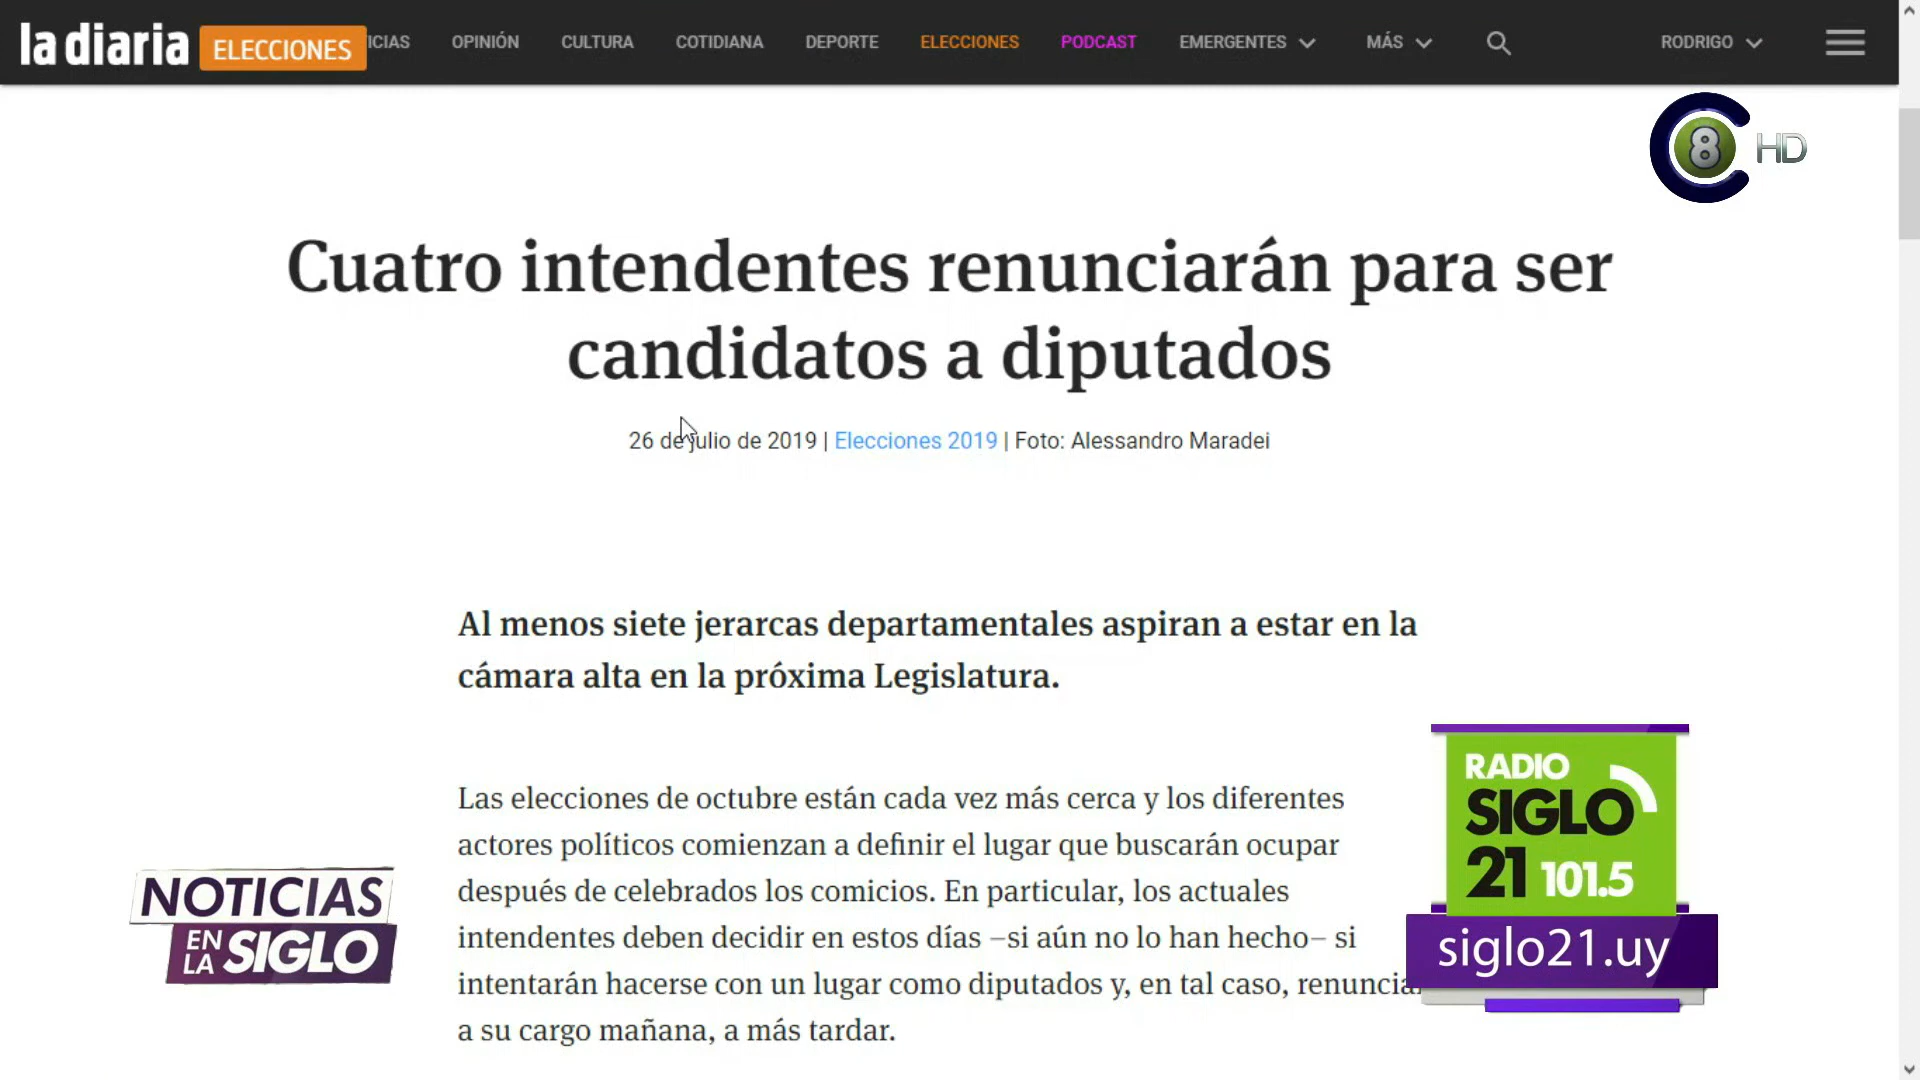 la diaria ELECCIONES ICIAS OPINIÓN CULTURA COTIDIANA DEPORTE ELECCIONES PODCAST EMERGENTES MÁS RODRIGO
C 8 HD
Cuatro intendentes renunciarán para ser
candidatos a diputados
26 de julio de 2019 | Elecciones 2019 | Foto: Alessandro Maradei
Al menos siete jerarcas departamentales aspiran a estar en la
cámara alta en la próxima Legislatura.
Las elecciones de octubre están cada vez más cerca y los diferentes
actores políticos comienzan a definir el lugar que buscarán ocupar
después de celebrados los comicios. En particular, los actuales
intendentes deben decidir en estos días –si aún no lo han hecho– si
intentarán hacerse con un lugar como diputados y, en tal caso, renuncia
a su cargo mañana, a más tardar.
NOTICIAS
EN LA SIGLO
RADIO
SIGLO
21 101.5
siglo21.uy